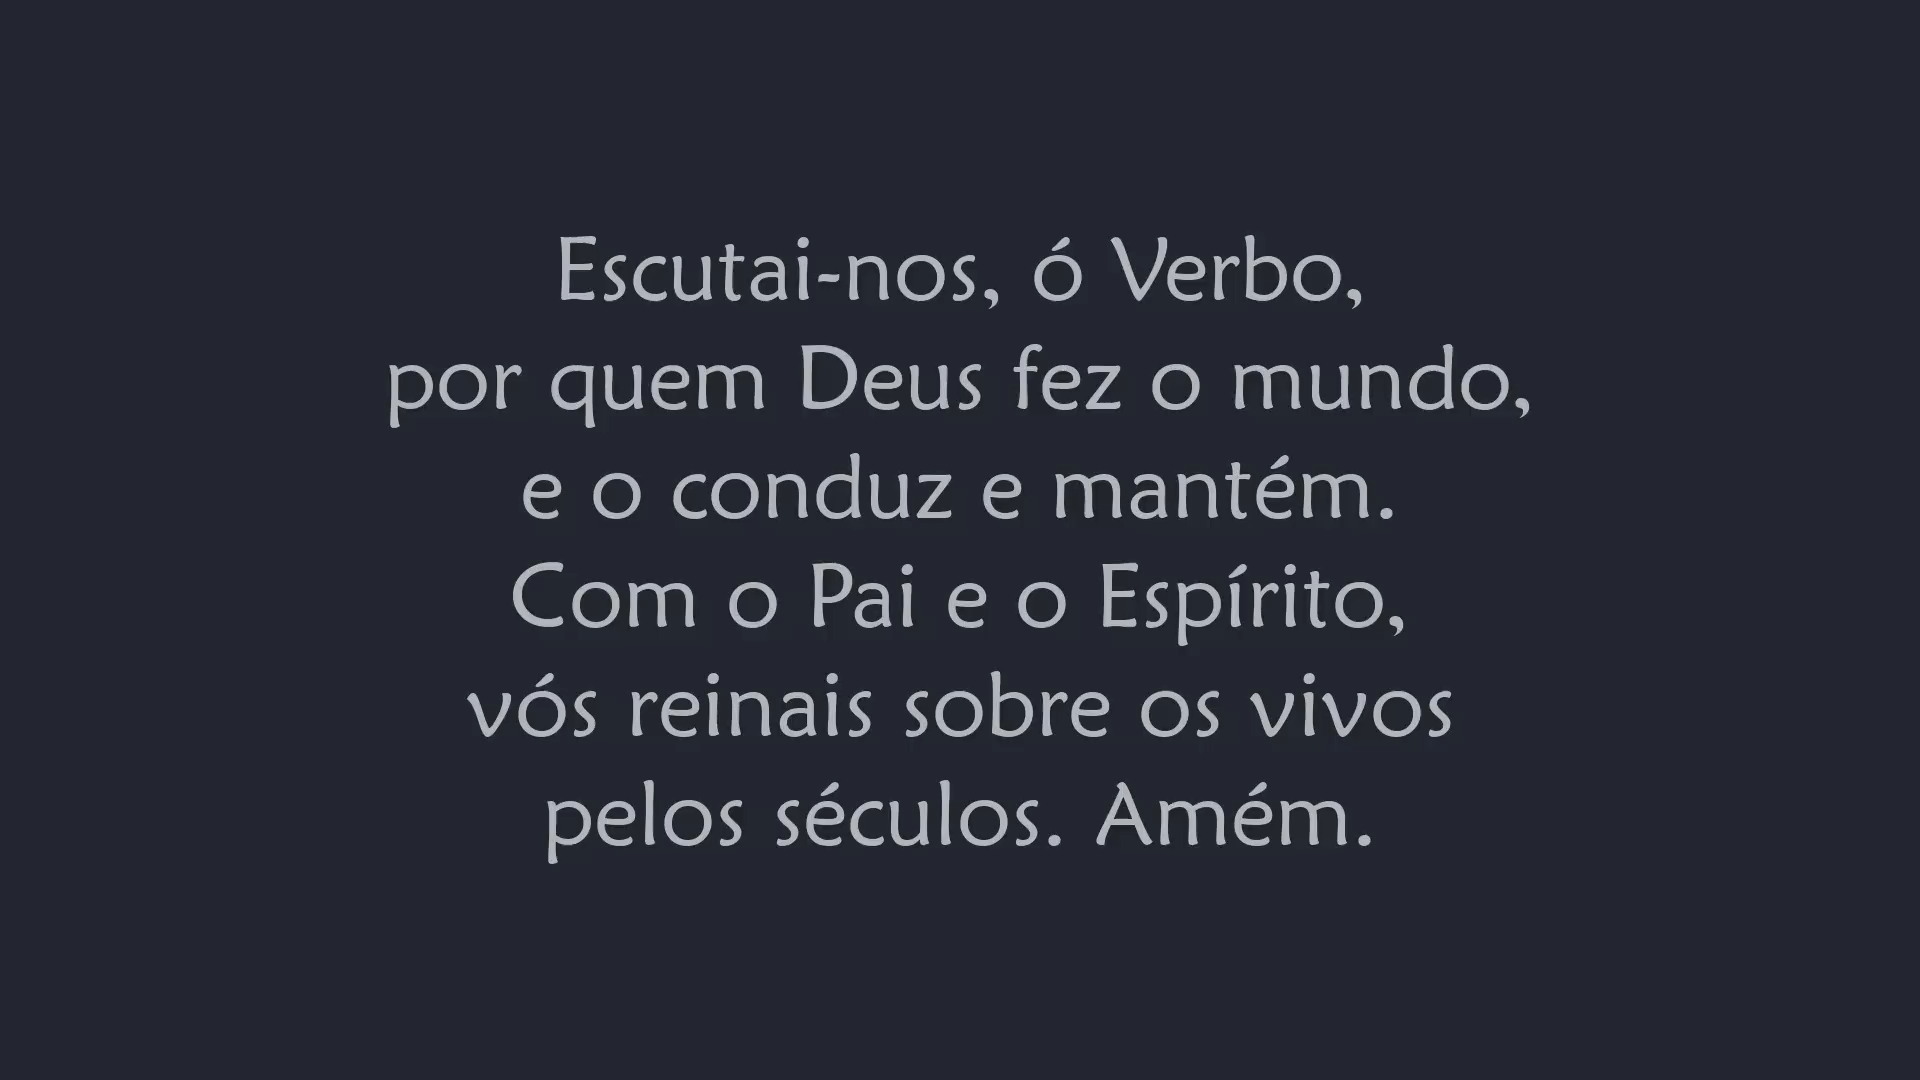 Escutai-nos, ó Verbo,
por quem Deus fez o mundo,
e o conduz e mantém.
Com o Pai e o Espírito,
vós reinais sobre os vivos
pelos séculos. Amém.